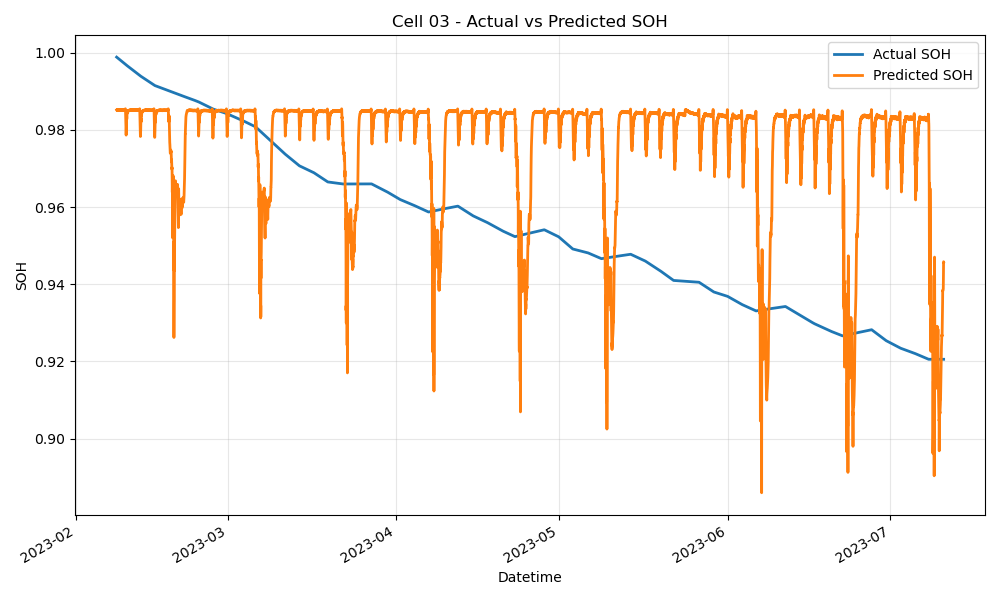 Cell 03 - Actual vs Predicted SOH
Actual SOH
Predicted SOH
1.00
0.98
0.96
0.94
0.92
0.90
SOH
2023-02
2023-03
2023-04
2023-05
2023-06
2023-07
Datetime